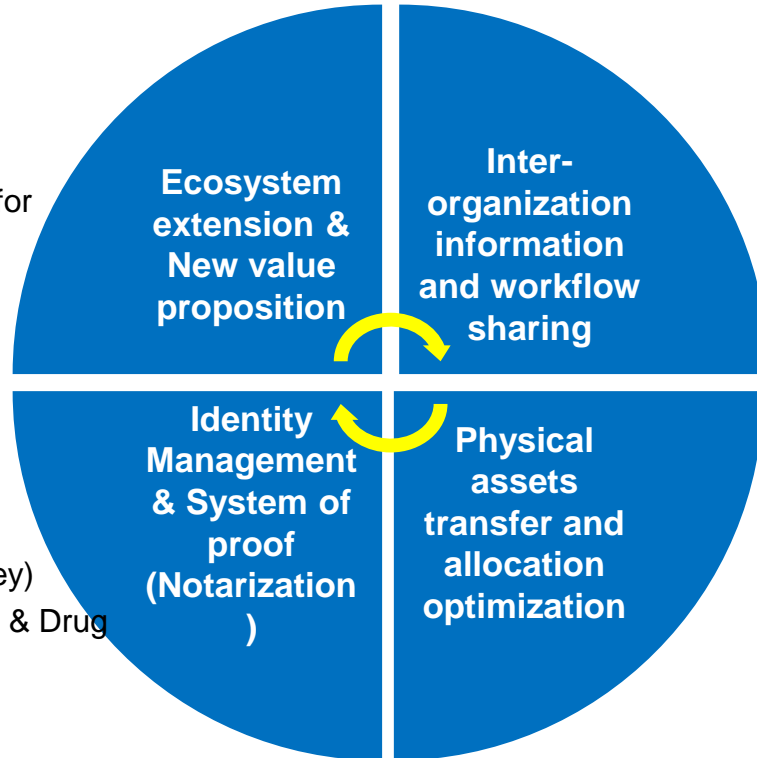 for
Ecosystem
extension &
New value
proposition
Inter-
organization
information
and workflow
sharing
Identity
Management
& System of
proof
(Notarization
)
ey)
& Drug
Physical
assets
transfer and
allocation
optimization